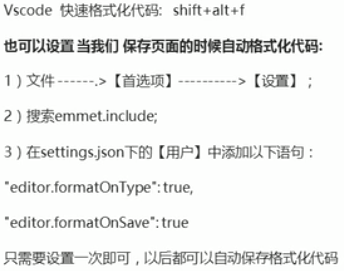 Vscode 快速格式化代码: shift+alt+f
也可以设置 当我们 保存页面的时候自动格式化代码:
1）文件 ------.>【首选项】---------->【设置】；
2）搜索emmet.include;
3）在settings.json下的【用户】中添加以下语句：
"editor.formatOnType": true,
"editor.formatOnSave": true
只需要设置一次即可，以后都可以自动保存格式化代码